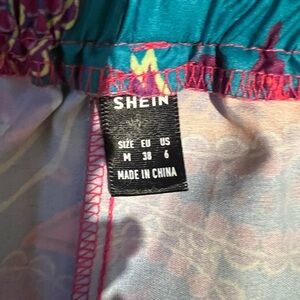 SHEIN
SIZE EU US
M 38 6
MADE IN CHINA